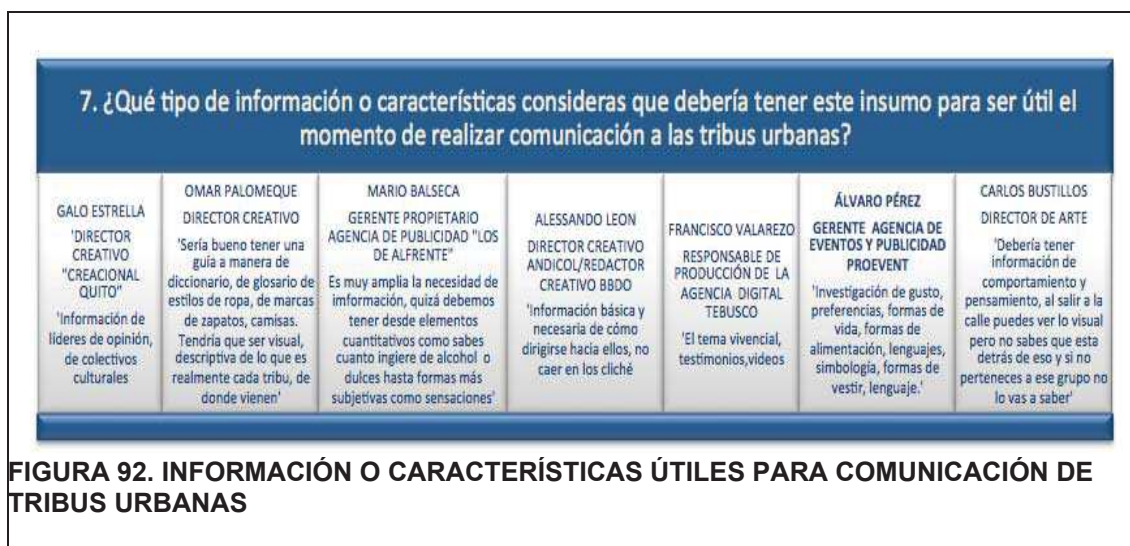 7. ¿Qué tipo de información o características consideras que debería tener este insumo para ser útil el
momento de realizar comunicación a las tribus urbanas?
GALO ESTRELLA
'DIRECTOR
CREATIVO
"CREACIONAL
QUITO"
'Información de
líderes de opinión,
de colectivos
culturales
OMAR PALOMEQUE
DIRECTOR CREATIVO
'Sería bueno tener una
guía a manera de
diccionario, de glosario de
estilos de ropa, de marcas
de zapatos, camisas.
Tendría que ser visual,
descriptiva de lo que es
realmente cada tribu, de
donde vienen'
MARIO BALSECA
GERENTE PROPIETARIO
AGENCIA DE PUBLICIDAD "LOS
DE ALFRENTE"
Es muy amplia la necesidad de
imformación, quizá debemos
tener desde elementos
cuantitativos como sabes
cuanto ingiere de alcohol o
dulces hasta formas más
subjetivas como sensaciones'
ALESSANDO LEON
DIRECTOR CREATIVO
ANDICOL/REDACTOR
CREATIVO BBDO
'Información básica y
necesaria de cómo
dirigirse hacia ellos, no
caer en los cliché
FRANCISCO VALAREZO
RESPONSABLE DE
PRODUCCIÓN DE LA
AGENCIA DIGITAL
TEBUSCO
'El tema vivencial,
testimonios,videos
ÁLVARO PÉREZ
GERENTE AGENCIA DE
EVENTOS Y PUBLICIDAD
PROEVENT
'Investigación de gusto,
preferencias, formas de
vida, formas de
alimentación, lenguajes,
simbología, formas de
vestir, lenguaje.'
CARLOS BUSTILLOS
DIRECTOR DE ARTE
'Debería tener
información de
comportamiento y
pensamiento, al salir a la
calle puedes ver lo visual
pero no sabes que esta
detrás de eso y si no
perteneces a ese grupo no
lo vas a saber'
FIGURA 92. INFORMACIÓN O CARACTERÍSTICAS ÚTILES PARA COMUNICACIÓN DE
TRIBUS URBANAS